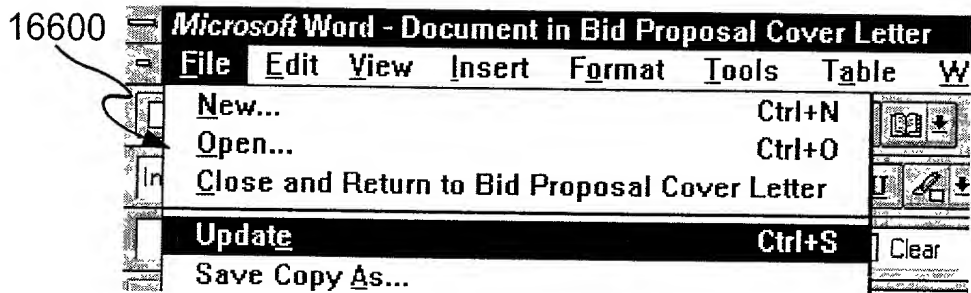 16600
Microsoft Word - Document in Bid Proposal Cover Letter
File Edit View Insert Format Tools Table W
New... Ctrl+N
Open... Ctrl+O
In
Close and Return to Bid Proposal Cover Letter
U
Update Ctrl+S
Clear
Save Copy As...